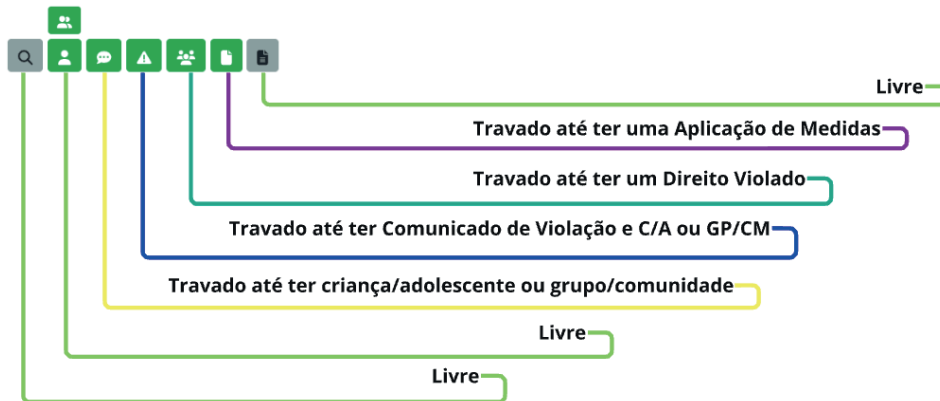 Livre
Travado até ter uma Aplicação de Medidas
Travado até ter um Direito Violado
Travado até ter Comunicado de Violação e C/A ou GP/CM
Travado até ter criança/adolescente ou grupo/comunidade
Livre
Livre